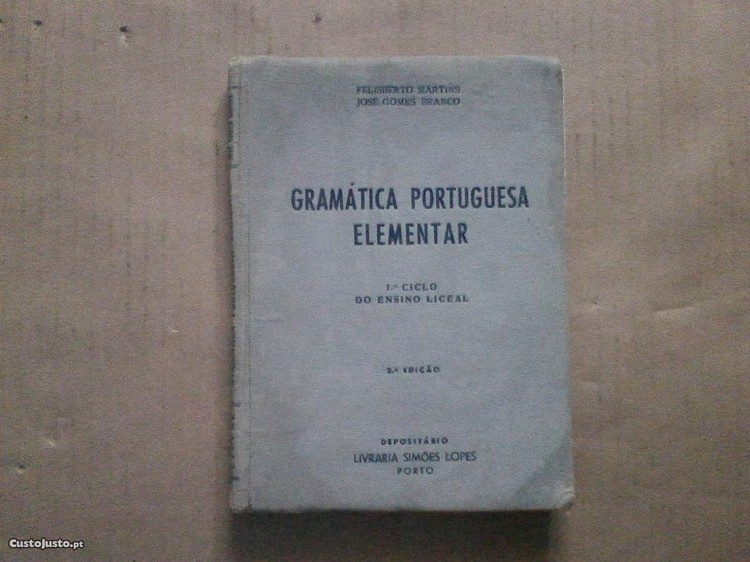 FELISBERTO MARTINS
JOSÉ GOMES BRANCO
GRAMÁTICA PORTUGUESA
ELEMENTAR
1.º CICLO
DO ENSINO LICEAL
2.ª EDIÇÃO
DEPOSITÁRIO
LIVRARIA SIMÕES LOPES
PORTO
CustoJusto.pt